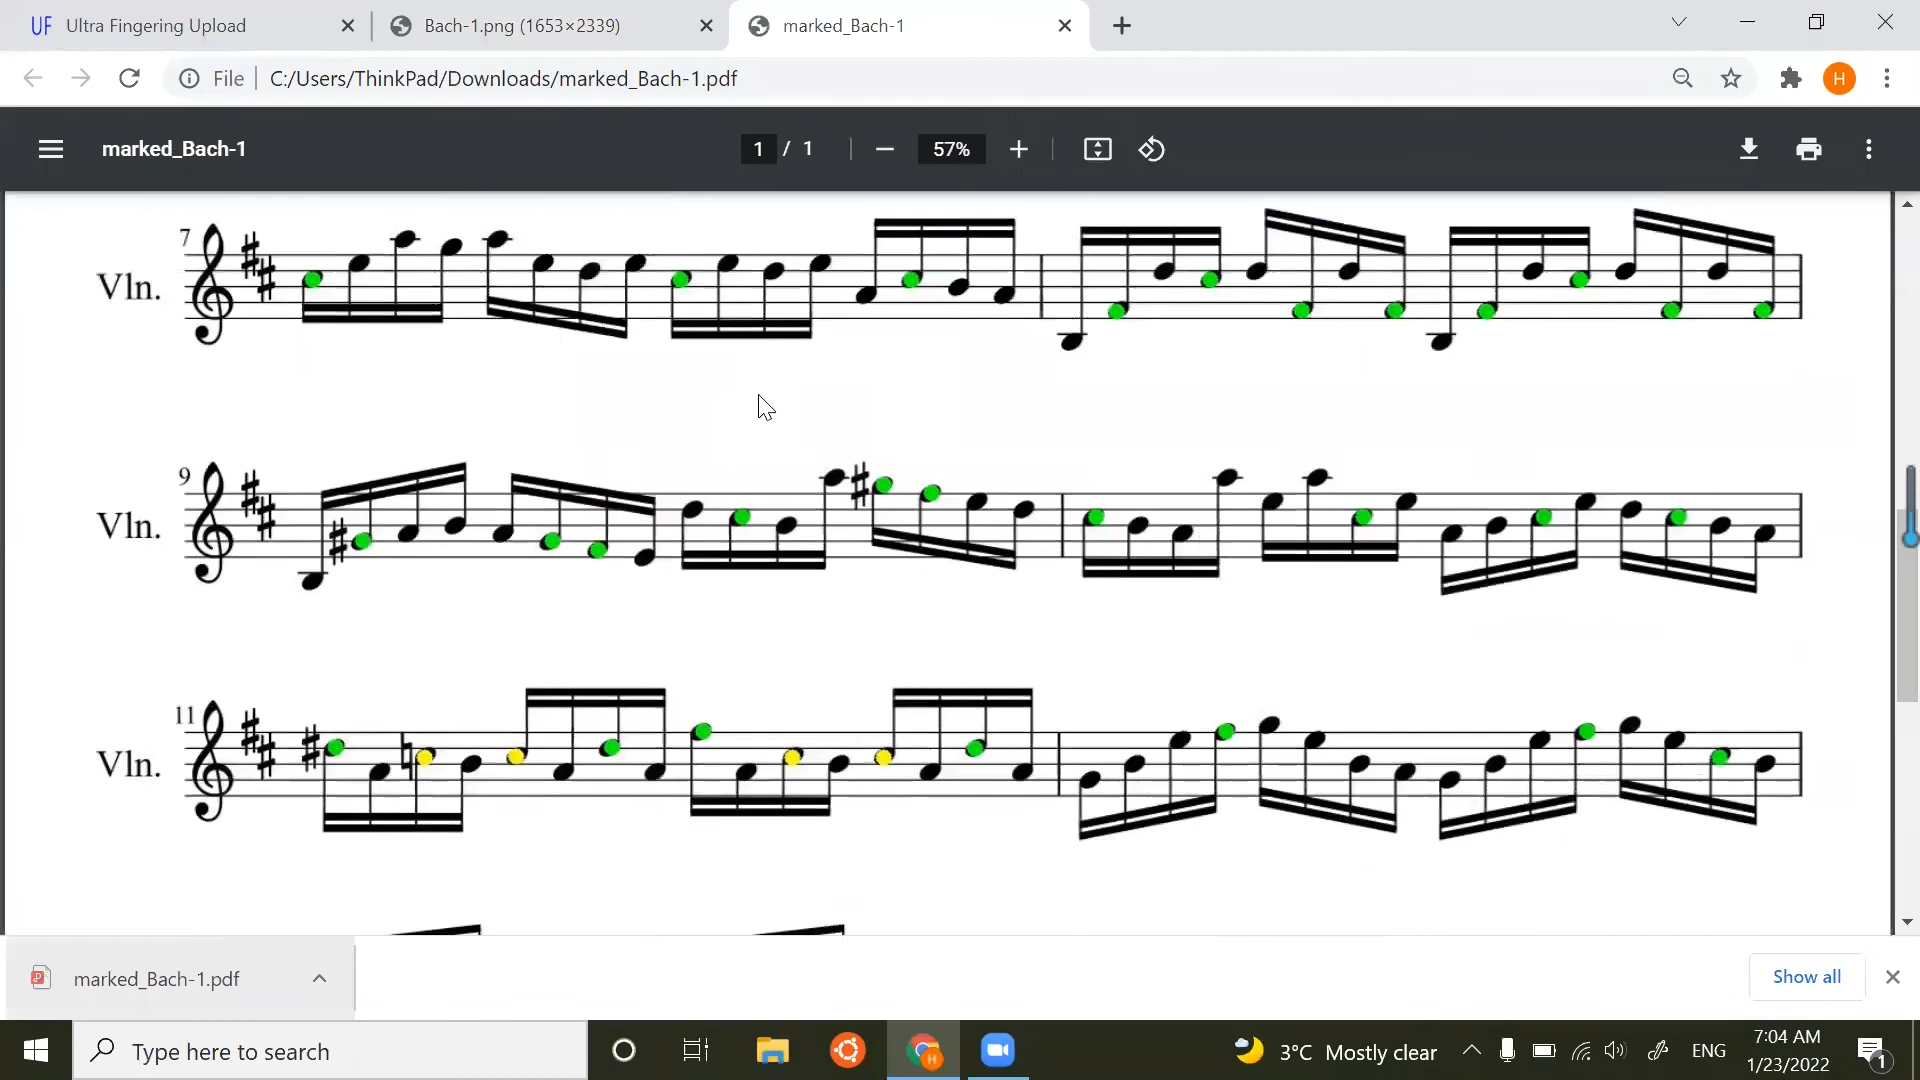 UF Ultra Fingering Upload
Bach-1.png (1653×2339)
marked_Bach-1
File C:/Users/ThinkPad/Downloads/marked_Bach-1.pdf
H
marked_Bach-1
1 / 1
57%
7
Vln.
9
Vln.
11
Vln.
marked_Bach-1.pdf
Show all
Type here to search
H
3°C Mostly clear
ENG
7:04 AM
1/23/2022
1